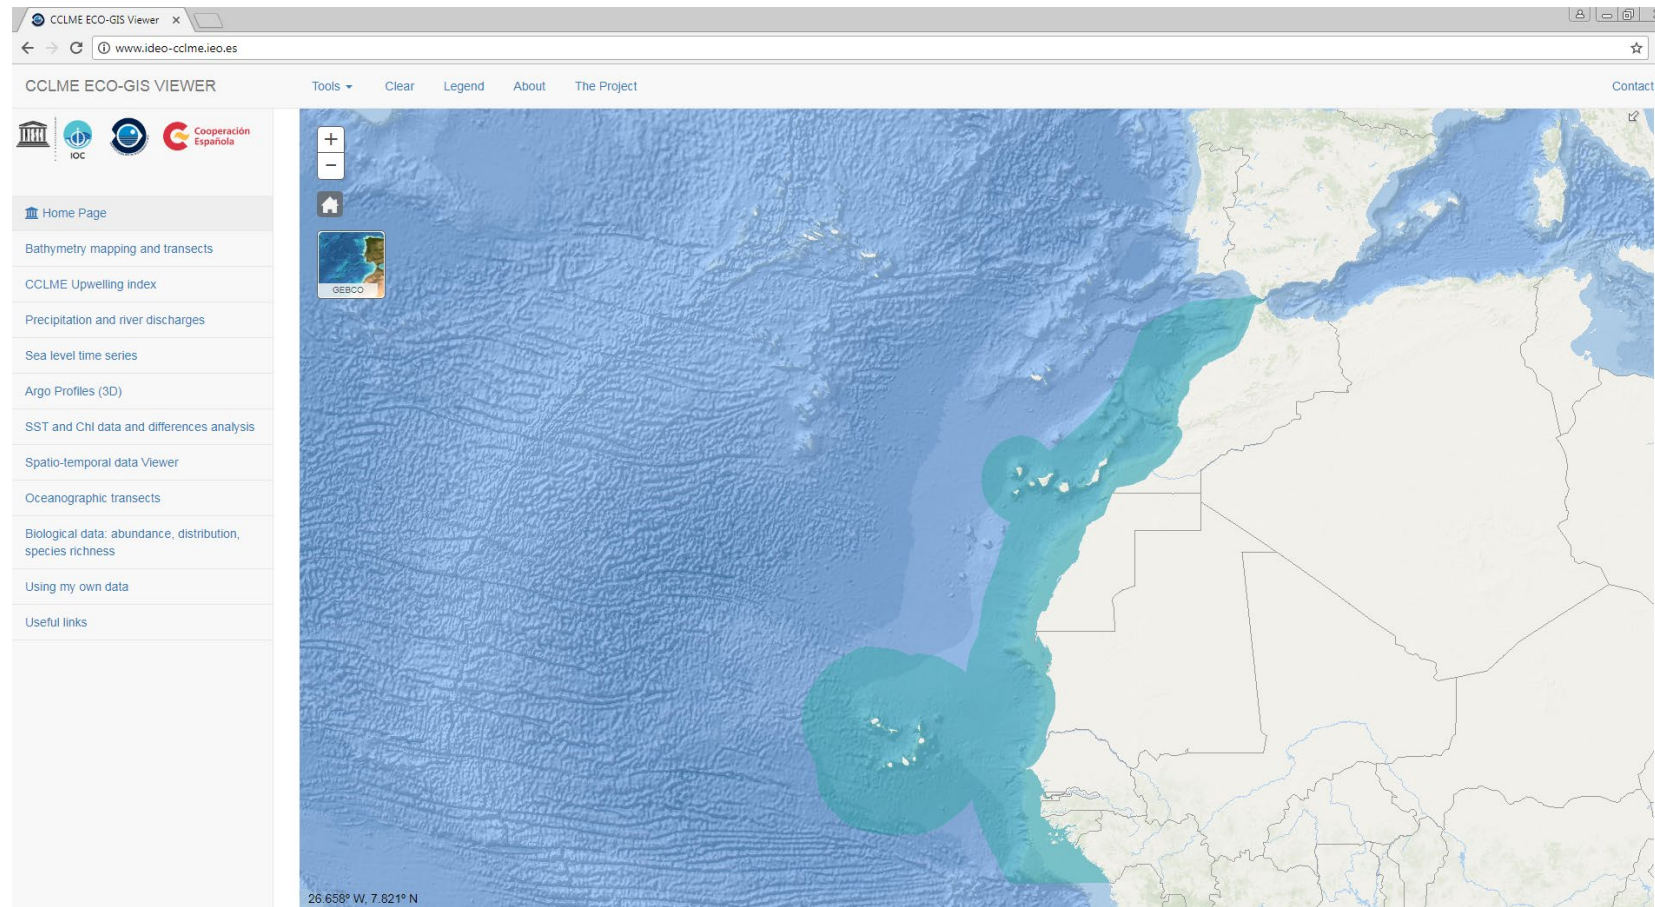 CCLME ECO-GIS Viewer
www.ideo-cclme.ieo.es
CCLME ECO-GIS VIEWER
Tools
Clear
Legend
About
The Project
Contact
IOC
Cooperación
Española
Home Page
Bathymetry mapping and transects
CCLME Upwelling index
Precipitation and river discharges
Sea level time series
Argo Profiles (3D)
SST and Chl data and differences analysis
Spatio-temporal data Viewer
Oceanographic transects
Biological data: abundance, distribution,
species richness
Using my own data
Useful links
+
−
GEBCO
26.658º W, 7.821º N